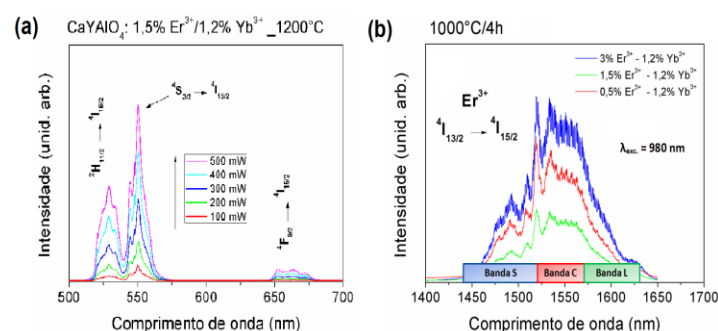 (a)
CaYAlO₄: 1,5% Er³⁺/1,2% Yb³⁺ _1200°C
Intensidade (unid. arb.)
²H₁₁/₂ → ⁴I₁₅/₂
⁴S₃/₂ → ⁴I₁₅/₂
⁴F₉/₂ → ⁴I₁₅/₂
500 mW
400 mW
300 mW
200 mW
100 mW
500 550 600 650 700
Comprimento de onda (nm)
(b)
1000°C/4h
Intensidade (unid. arb.)
3% Er³⁺ - 1,2% Yb³⁺
1,5% Er³⁺ - 1,2% Yb³⁺
0,5% Er³⁺ - 1,2% Yb³⁺
Er³⁺
⁴I₁₃/₂ → ⁴I₁₅/₂
λexc. = 980 nm
Banda S Banda C Banda L
1400 1450 1500 1550 1600 1650 1700
Comprimento de onda (nm)